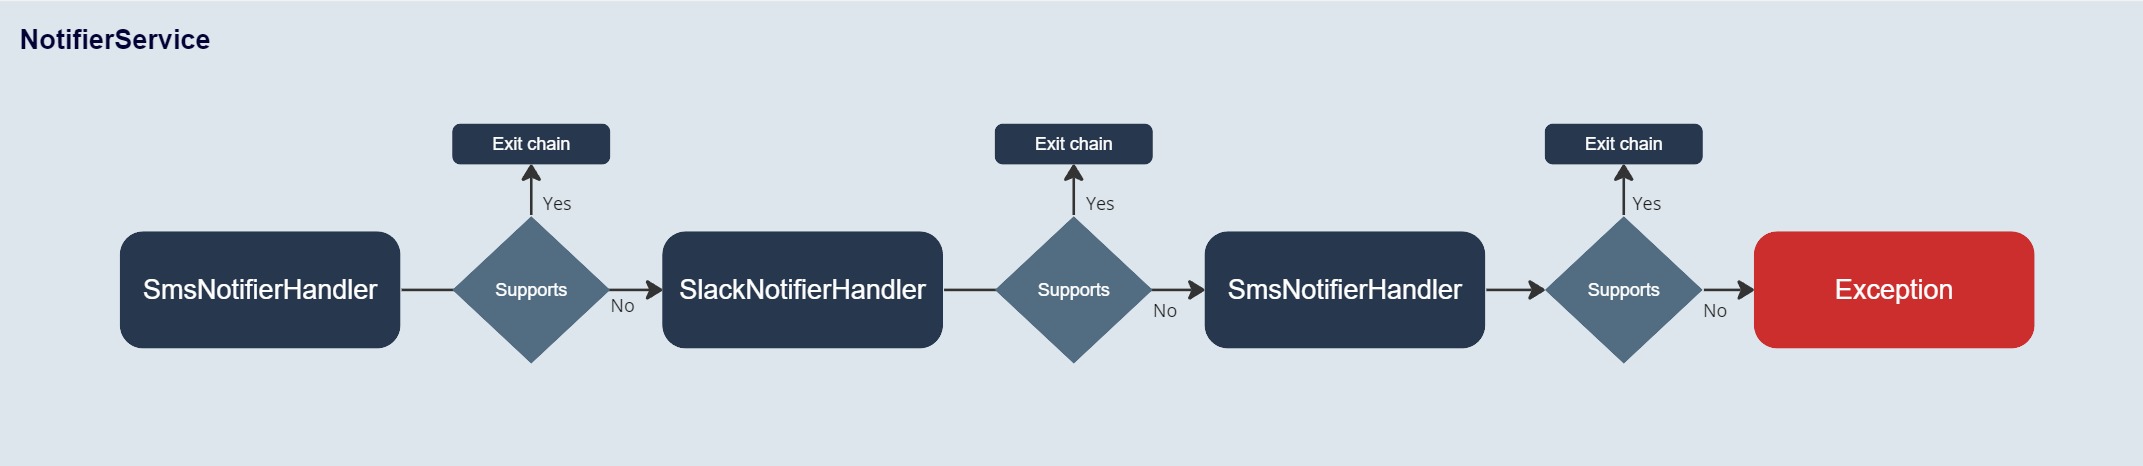 NotifierService
Exit chain
Exit chain
Exit chain
Yes
Yes
Yes
SmsNotifierHandler
Supports
No
SlackNotifierHandler
Supports
No
SmsNotifierHandler
Supports
No
Exception